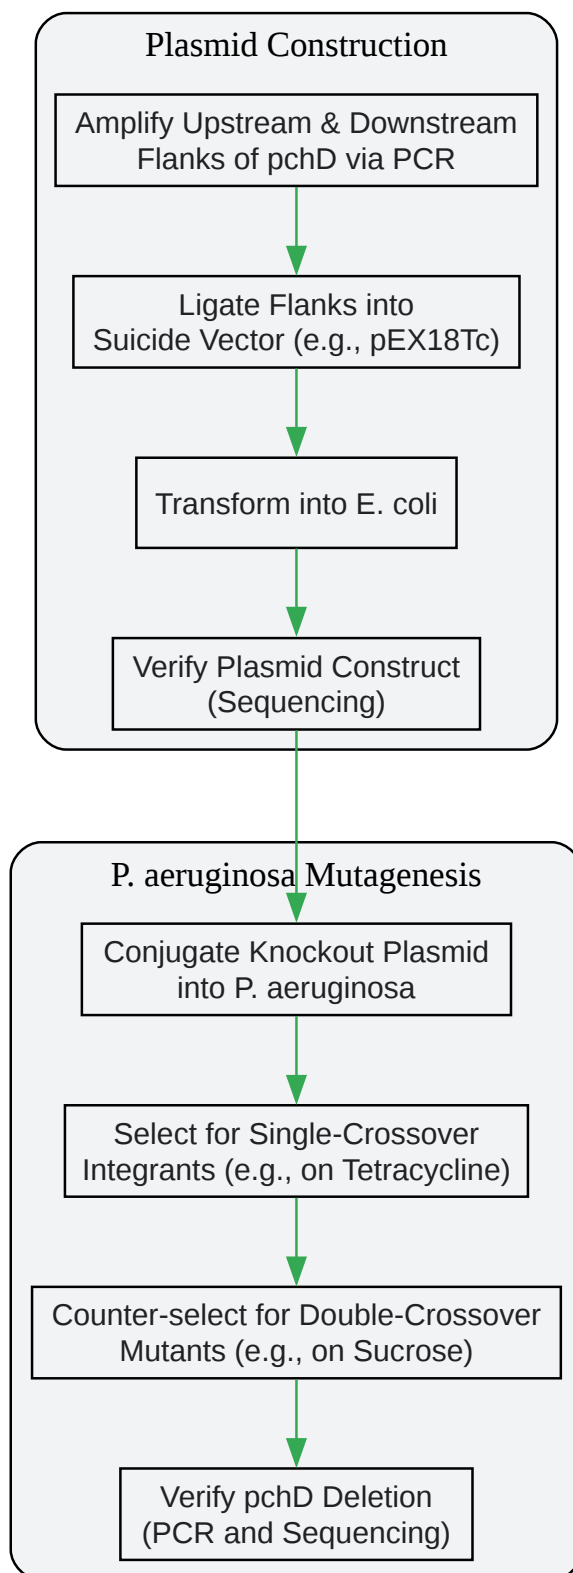 Plasmid Construction
Amplify Upstream & Downstream
Flanks of pchD via PCR
Ligate Flanks into
Suicide Vector (e.g., pEX18Tc)
Transform into E. coli
Verify Plasmid Construct
(Sequencing)
P. aeruginosa Mutagenesis
Conjugate Knockout Plasmid
into P. aeruginosa
Select for Single-Crossover
Integrants (e.g., on Tetracycline)
Counter-select for Double-Crossover
Mutants (e.g., on Sucrose)
Verify pchD Deletion
(PCR and Sequencing)